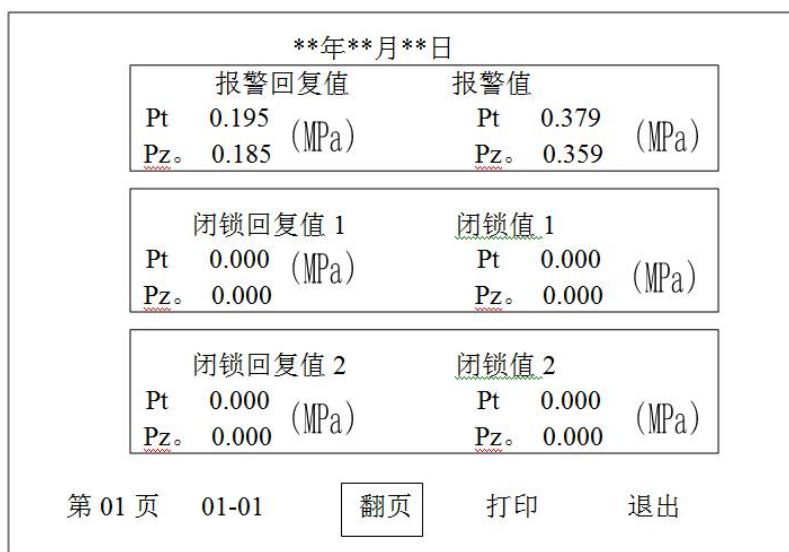 **年**月**日
报警回复值 报警值
Pt 0.195 (MPa) Pt 0.379 (MPa)
Pz。 0.185 Pz。 0.359
闭锁回复值 1 闭锁值 1
Pt 0.000 (MPa) Pt 0.000 (MPa)
Pz。 0.000 Pz。 0.000
闭锁回复值 2 闭锁值 2
Pt 0.000 (MPa) Pt 0.000 (MPa)
Pz。 0.000 Pz。 0.000
第 01 页 01-01 翻页 打印 退出